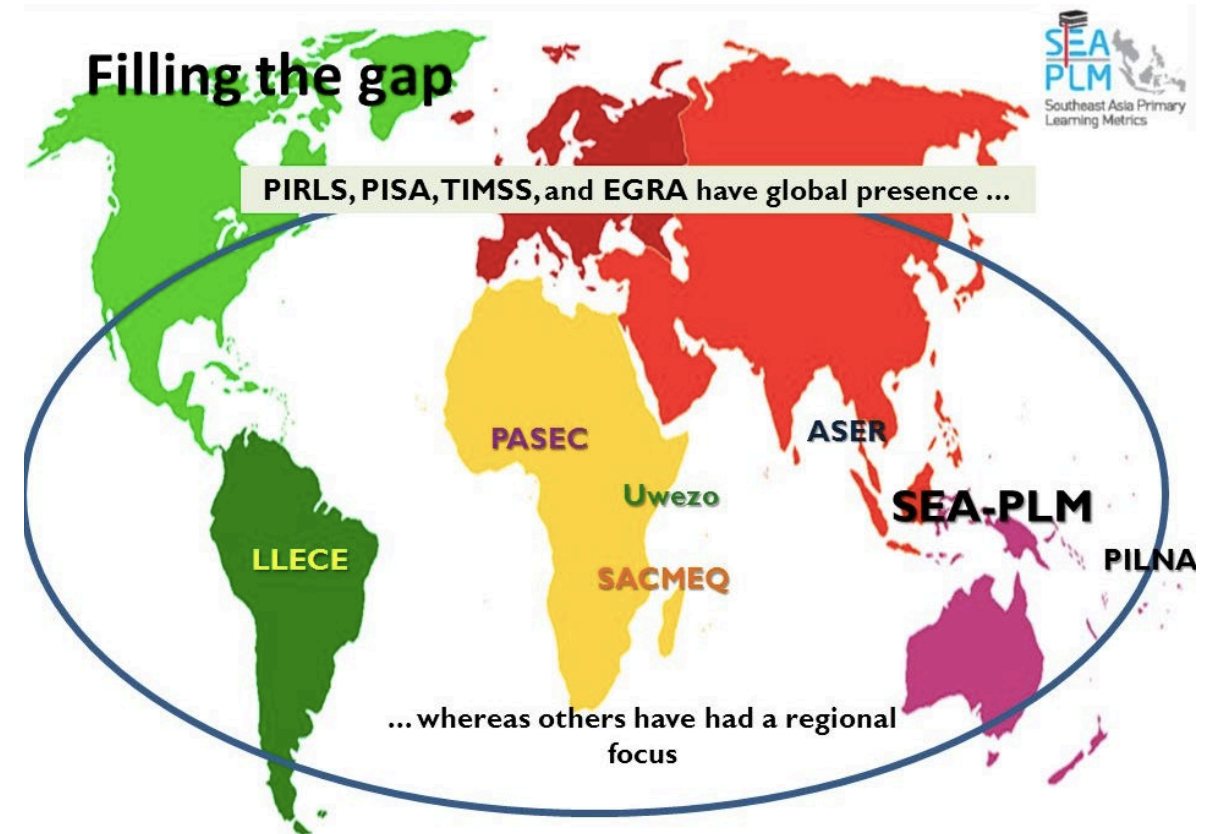 Filling the gap
SEA
PLM
Southeast Asia Primary
Learning Metrics
PIRLS, PISA, TIMSS, and EGRA have global presence ...
PASEC
ASER
Uwezo
SEA-PLM
LLECE
SACMEQ
PILNA
... whereas others have had a regional
focus